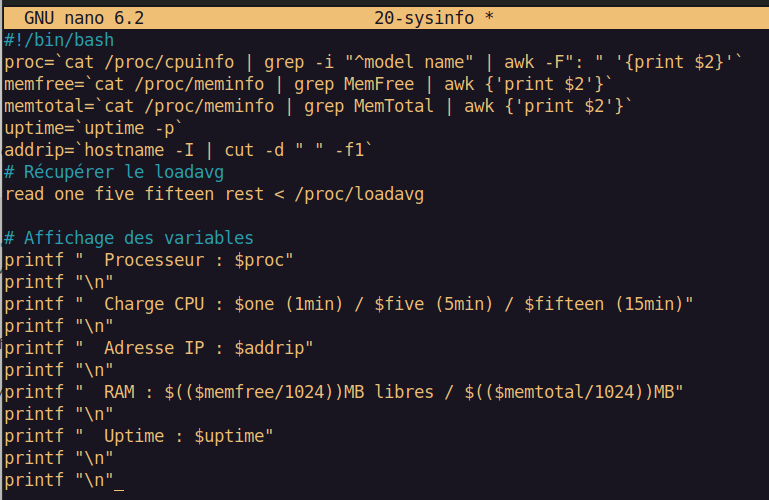 GNU nano 6.2 20-sysinfo *
#!/bin/bash
proc=`cat /proc/cpuinfo | grep -i "^model name" | awk -F": " '{print $2}'`
memfree=`cat /proc/meminfo | grep MemFree | awk {'print $2'}`
memtotal=`cat /proc/meminfo | grep MemTotal | awk {'print $2'}`
uptime=`uptime -p`
addrip=`hostname -I | cut -d " " -f1`
# Récupérer le loadavg
read one five fifteen rest < /proc/loadavg

# Affichage des variables
printf "  Processeur : $proc"
printf "\n"
printf "  Charge CPU : $one (1min) / $five (5min) / $fifteen (15min)"
printf "\n"
printf "  Adresse IP : $addrip"
printf "\n"
printf "  RAM : $(($memfree/1024))MB libres / $(($memtotal/1024))MB"
printf "\n"
printf "  Uptime : $uptime"
printf "\n"
printf "\n"